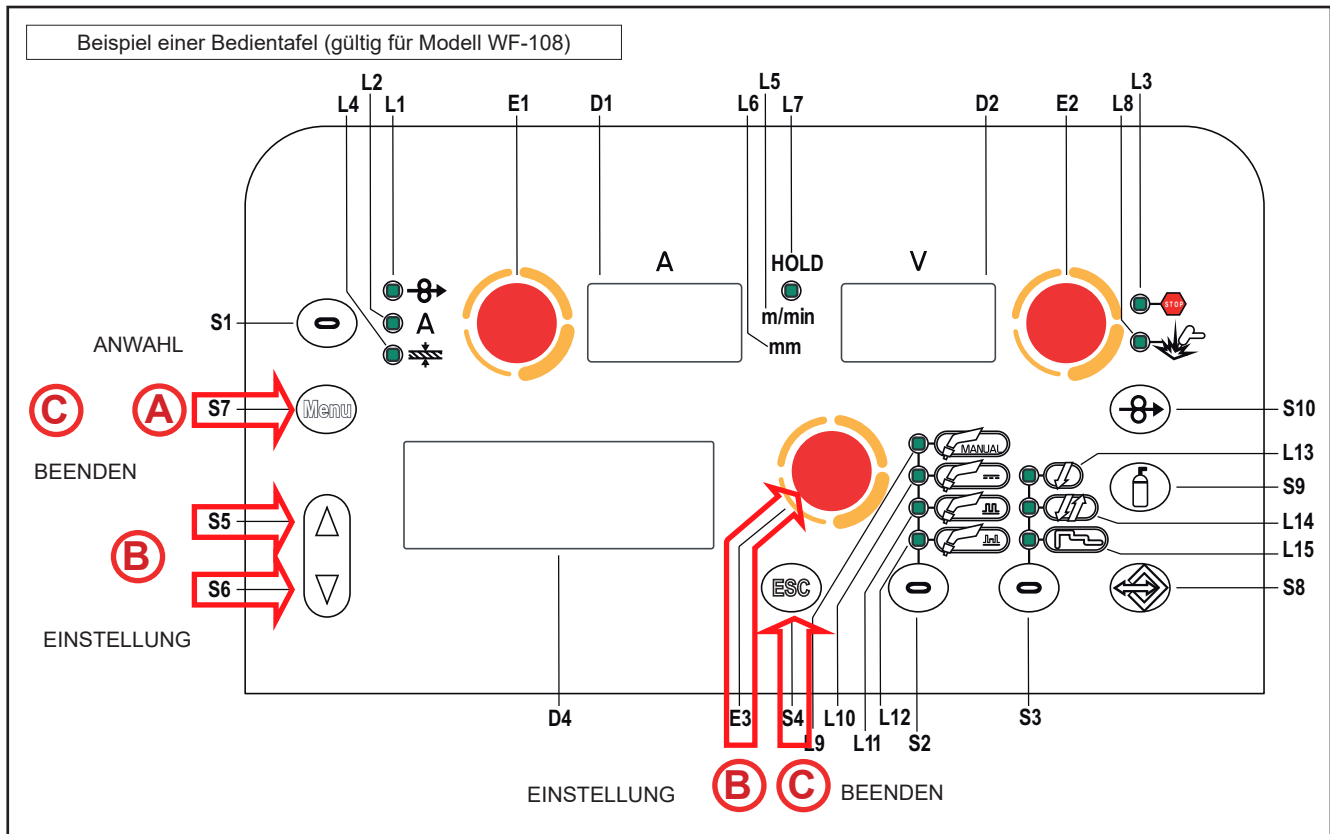 Beispiel einer Bedientafel (gültig für Modell WF-108)
L2 L5 L3
L4 L1 E1 D1 L6 L7 D2 E2 L8
A HOLD V
m/min
mm
STOP
S1
A
ANWAHL
C A S7 Menu
BEENDEN
S10
MANUAL
L13
S9
L14
L15
S5
B
S6
ESC
S8
EINSTELLUNG
D4 E3 S4 L10 L12 S3
L9 L11 S2
EINSTELLUNG B C BEENDEN